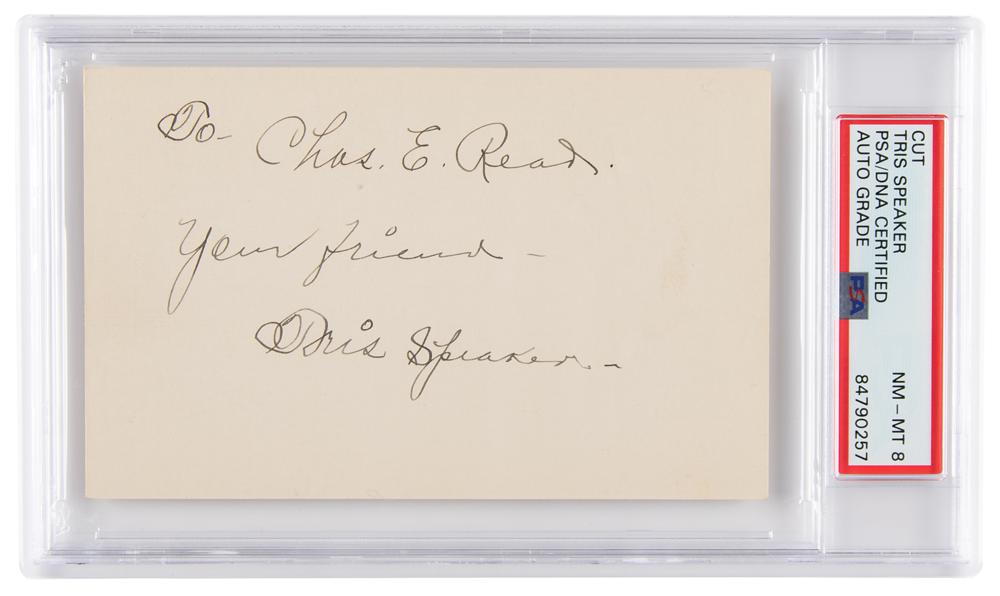 To- Chas. E. Read.
Your friend -
Tris Speaker. -
CUT
TRIS SPEAKER
PSA/DNA CERTIFIED
AUTO GRADE
NM – MT 8
84790257
PSA